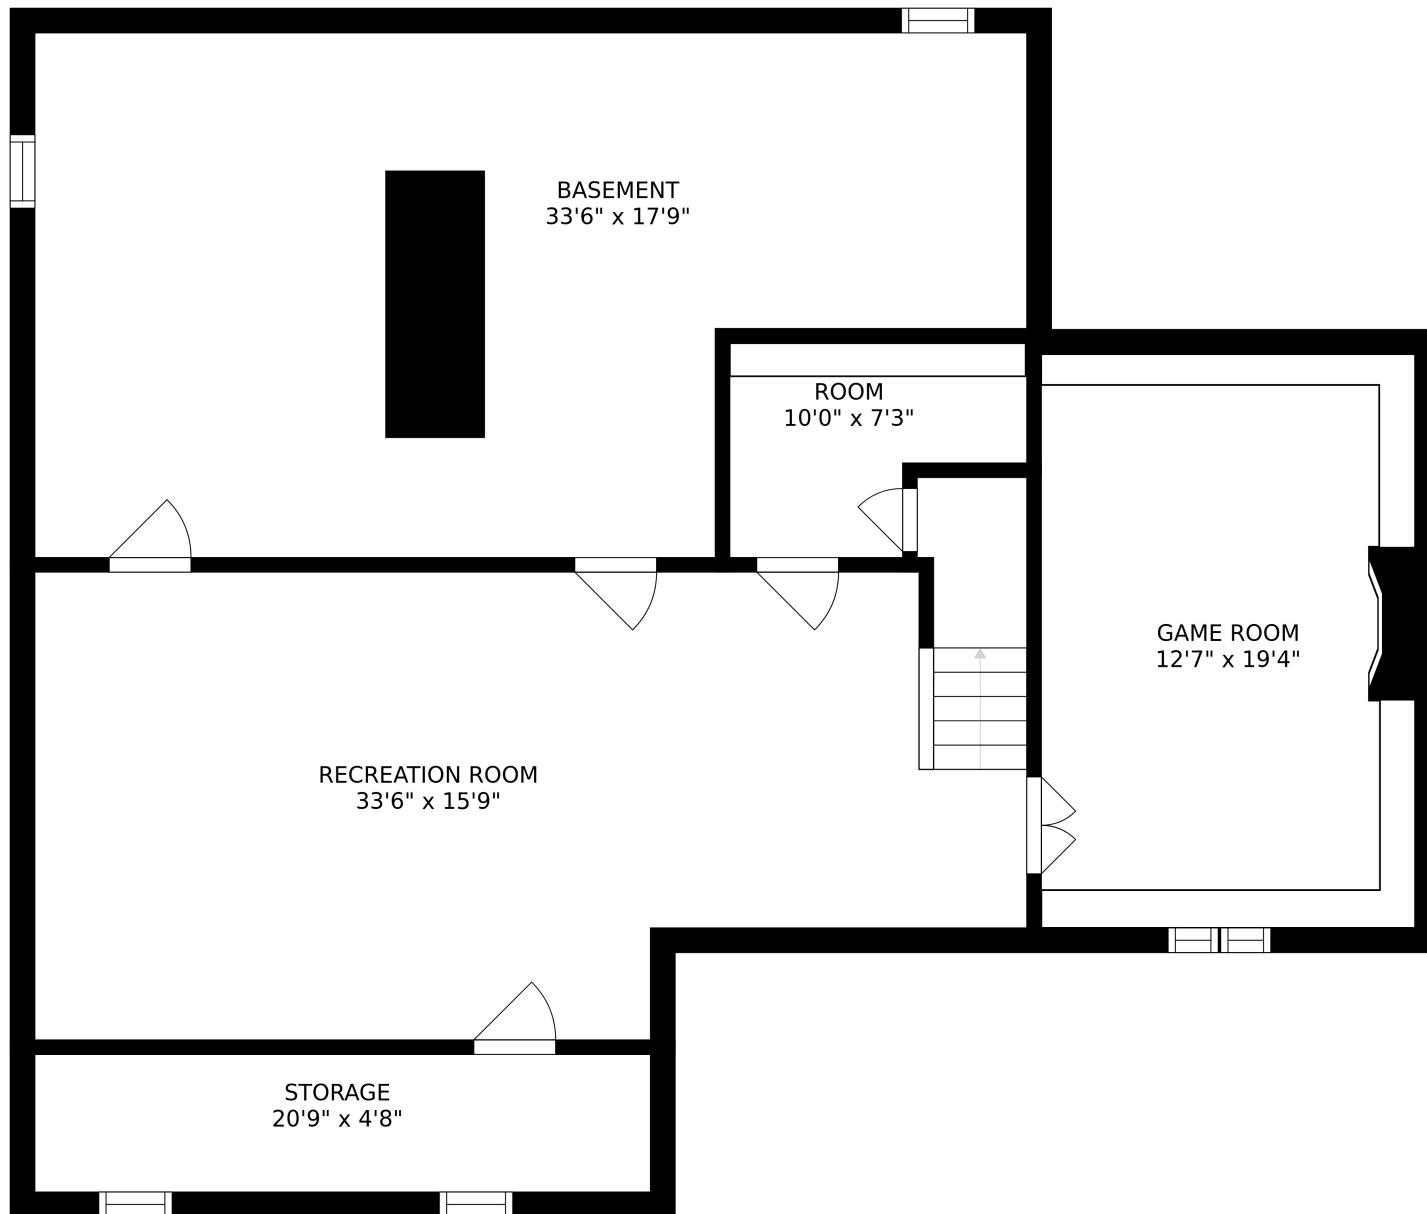 BASEMENT
33'6" x 17'9"
ROOM
10'0" x 7'3"
GAME ROOM
12'7" x 19'4"
RECREATION ROOM
33'6" x 15'9"
STORAGE
20'9" x 4'8"